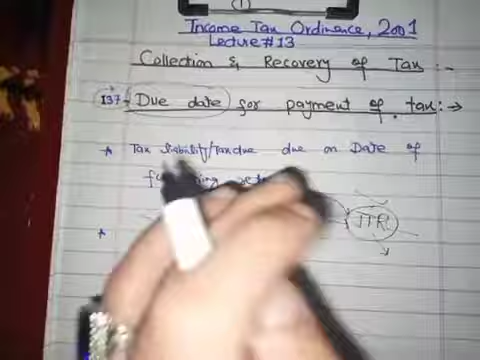 (1)
Income Tax Ordinance, 2001
Lecture #13
Collection & Recovery of Tax :-
137- Due date for payment of tax :→
* Tax liability/Tax due due on Date of
*